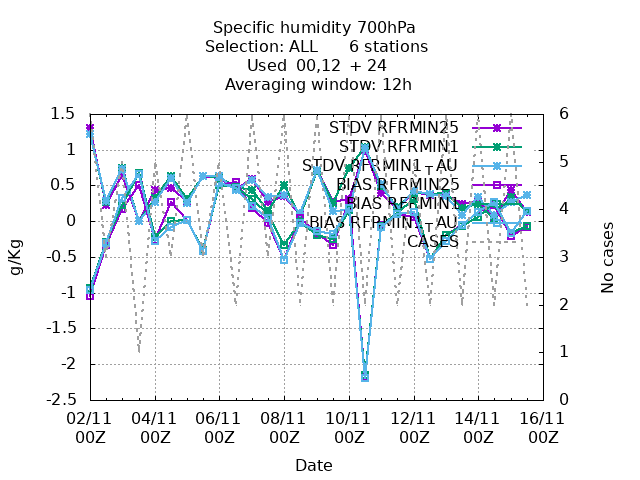 Specific humidity 700hPa
Selection: ALL 6 stations
Used 00,12 + 24
Averaging window: 12h
STDV RFRMIN25
STDV RFRMIN1
STDV RFRMIN1_AU
BIAS RFRMIN25
BIAS RFRMIN1
BIAS RFRMIN1_AU
CASES
1.5
1
0.5
0
-0.5
-1
-1.5
-2
-2.5
g/Kg
6
5
4
3
2
1
0
No cases
02/11 04/11 06/11 08/11 10/11 12/11 14/11 16/11
00Z 00Z 00Z 00Z 00Z 00Z 00Z 00Z
Date